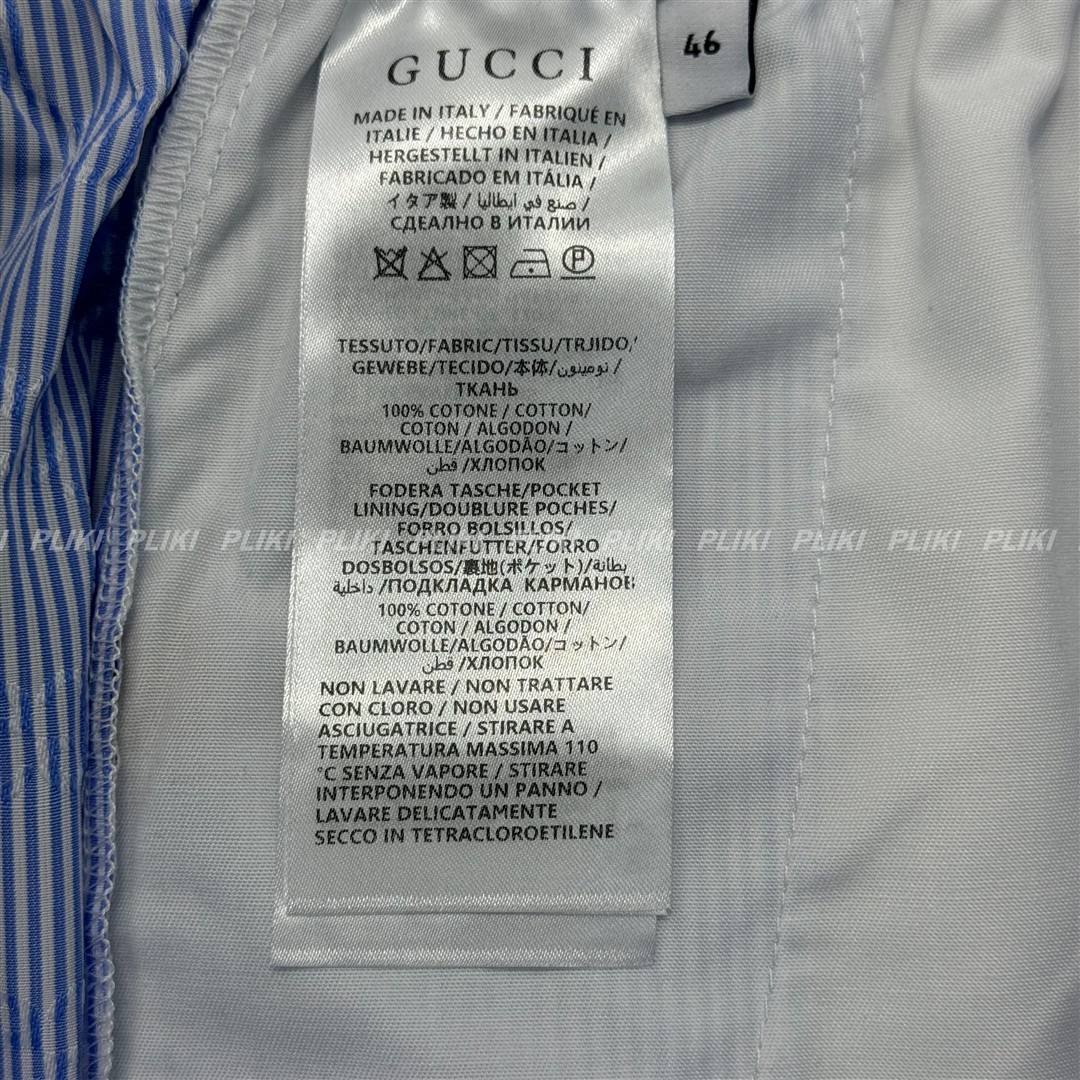 GUCCI
46
MADE IN ITALY / FABRIQUÉ EN
ITALIE / HECHO EN ITALIA /
HERGESTELLT IN ITALIEN /
FABRICADO EM ITÁLIA /
イタア製 / صنع في ايطاليا /
СДЕАЛНО В ИТАЛИИ
P
TESSUTO/FABRIC/TISSU/TRJIDO/
GEWEBE/TECIDO/本体/نومينون /
ТКАНЬ
100% COTONE / COTTON/
COTON / ALGODON /
BAUMWOLLE/ALGODÃO/コットン/
قطن /ХЛОПОК
FODERA TASCHE/POCKET
LINING/DOUBLURE POCHES/
FORRO BOLSILLOS/
PLIKI PLIKI PLIKI PLIKI PLIKI PLIKI PLIKI PLIKI PLIKI PLIKI
TASCHENFUTTER/FORRO
DOSBOLSOS/裏地(ポケット)/بطانة
داخلية /ПОДКЛАДКА КАРМАНОВ
100% COTONE / COTTON/
COTON / ALGODON /
BAUMWOLLE/ALGODÃO/コットン/
قطن /ХЛОПОК
NON LAVARE / NON TRATTARE
CON CLORO / NON USARE
ASCIUGATRICE / STIRARE A
TEMPERATURA MASSIMA 110
°C SENZA VAPORE / STIRARE
INTERPONENDO UN PANNO /
LAVARE DELICATAMENTE
SECCO IN TETRACLOROETILENE